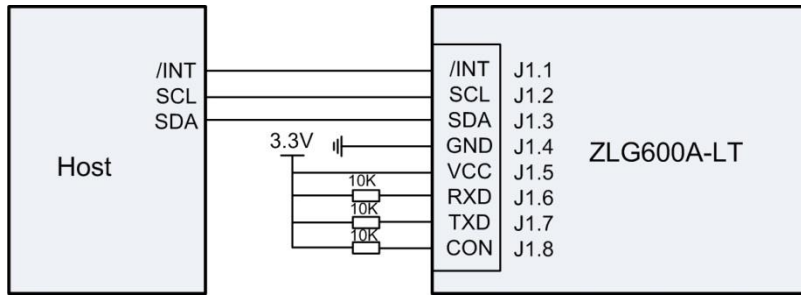 /INT /INT J1.1
SCL SCL J1.2
SDA SDA J1.3
3.3V GND J1.4
Host ZLG600A-LT
VCC J1.5
10K RXD J1.6
10K TXD J1.7
10K CON J1.8